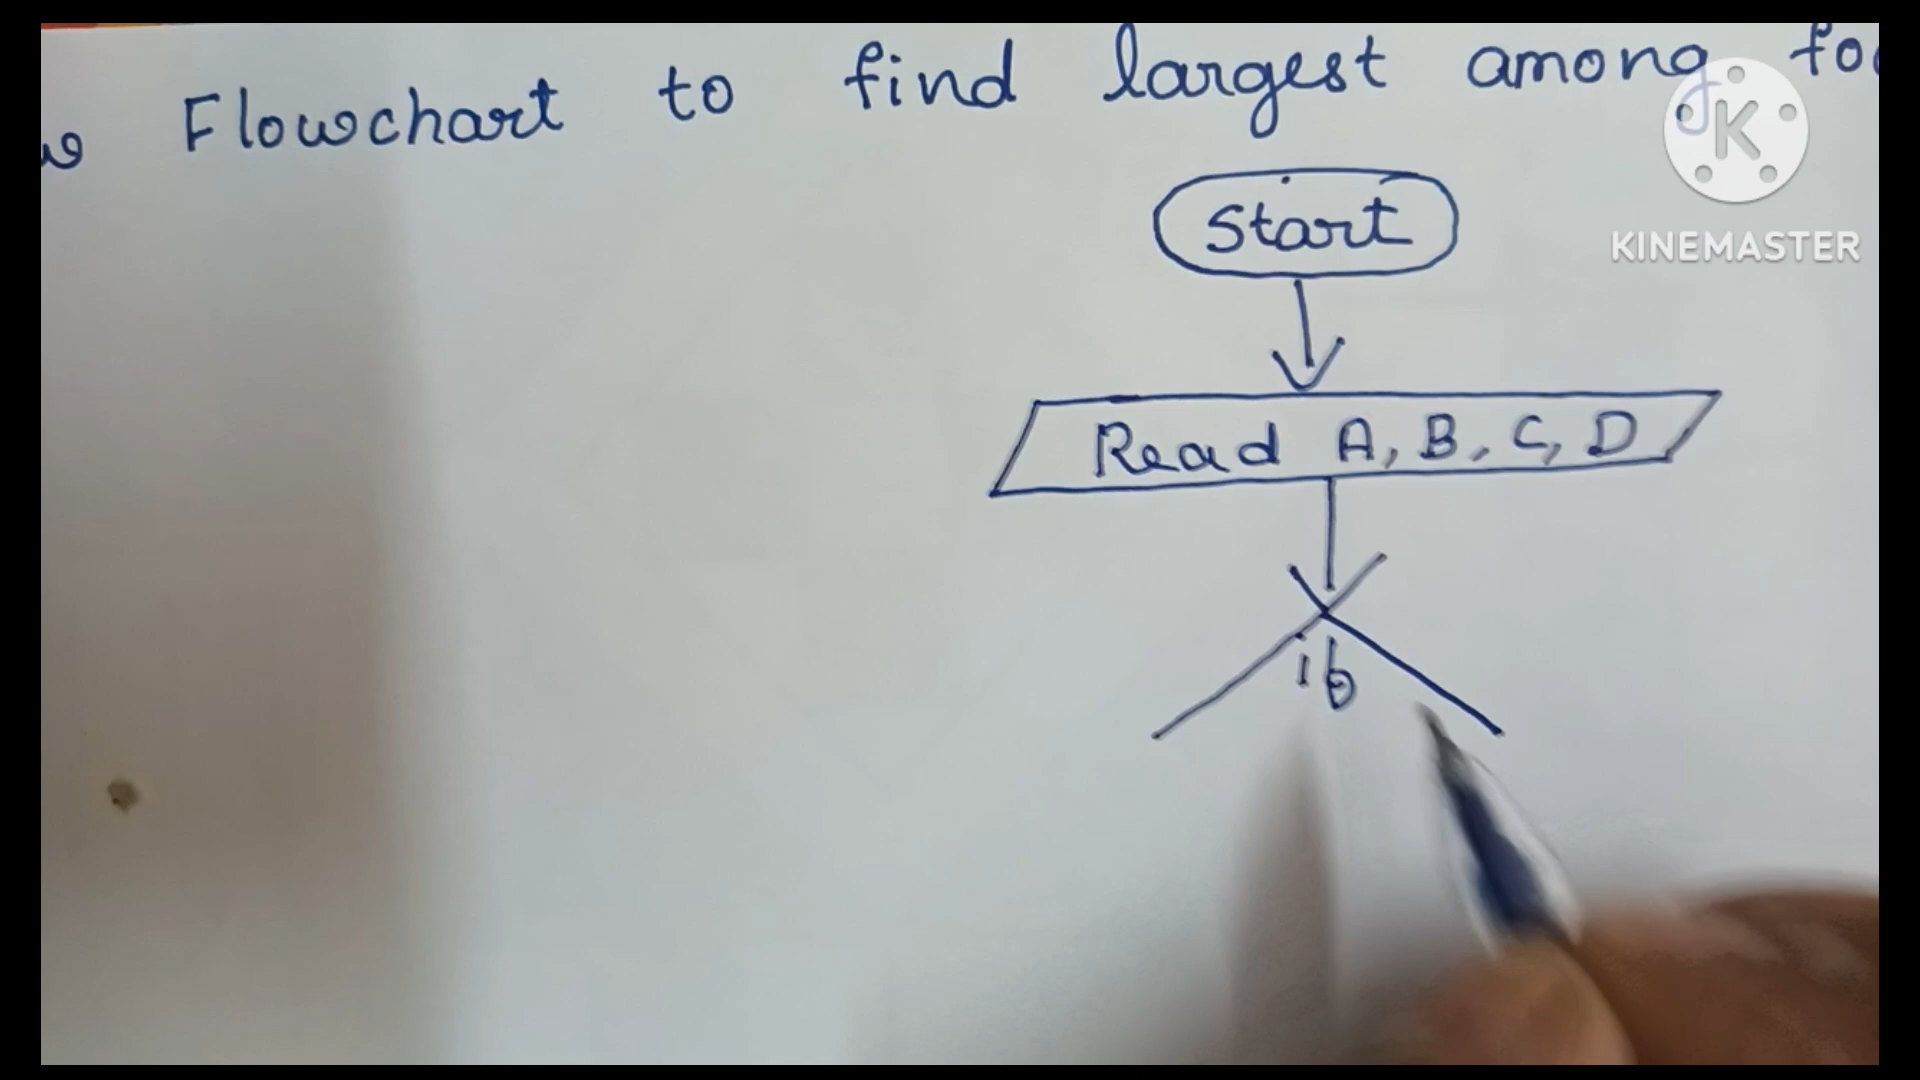 Flowchart to find largest among
Start
KINEMASTER
Read A, B, C, D
if